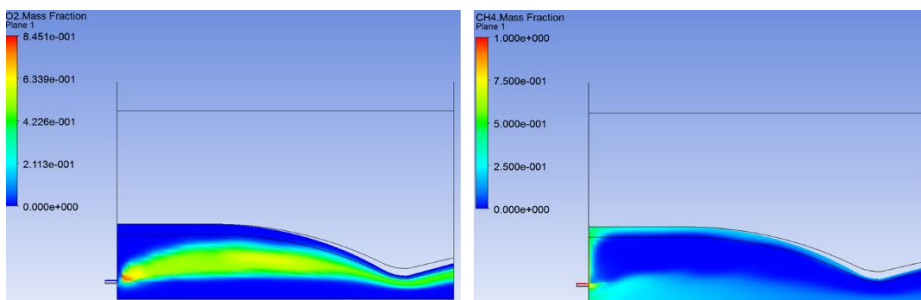 O2.Mass Fraction
Plane 1
8.451e-001
6.339e-001
4.226e-001
2.113e-001
0.000e+000
CH4.Mass Fraction
Plane 1
1.000e+000
7.500e-001
5.000e-001
2.500e-001
0.000e+000